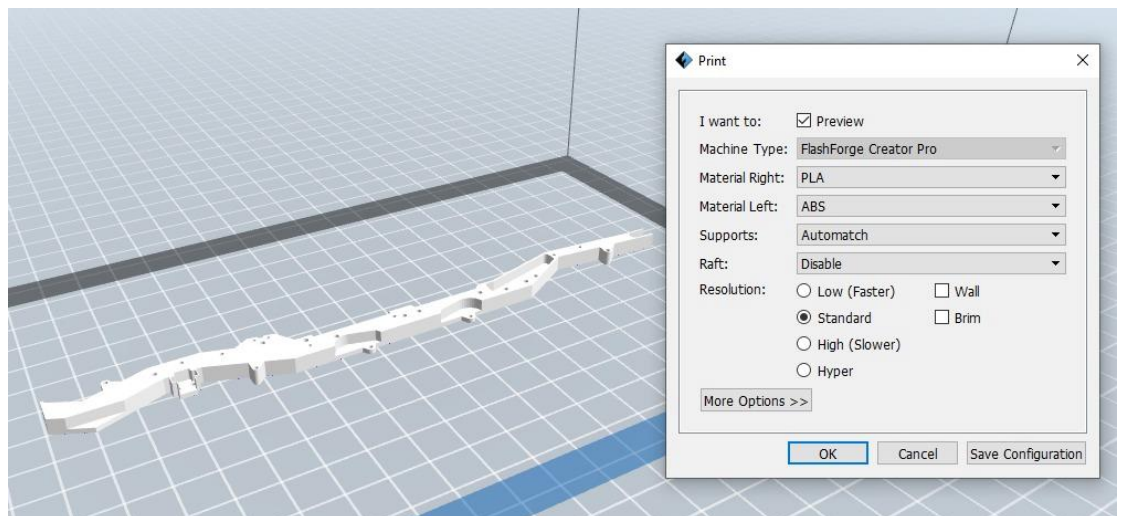 Print
I want to: Preview
Machine Type: FlashForge Creator Pro
Material Right: PLA
Material Left: ABS
Supports: Automatch
Raft: Disable
Resolution: Low (Faster) Wall
Standard Brim
High (Slower)
Hyper
More Options >>
OK Cancel Save Configuration